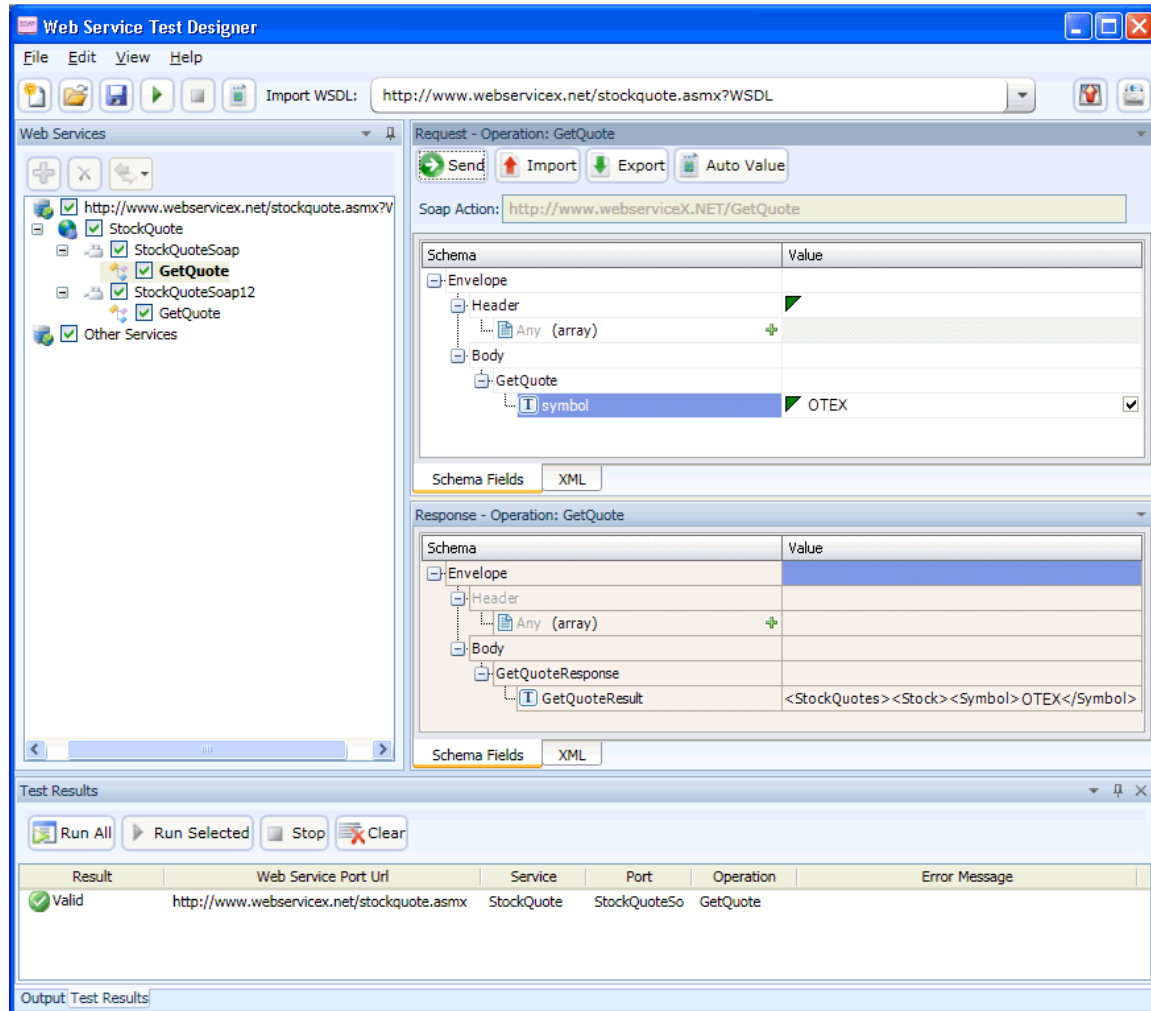 Web Service Test Designer
File Edit View Help
Import WSDL: http://www.webservicex.net/stockquote.asmx?WSDL
Web Services
http://www.webservicex.net/stockquote.asmx?V
StockQuote
StockQuoteSoap
GetQuote
StockQuoteSoap12
GetQuote
Other Services
Request - Operation: GetQuote
Send Import Export Auto Value
Soap Action: http://www.webserviceX.NET/GetQuote
Schema Value
Envelope
Header
Any (array)
Body
GetQuote
T symbol OTEX
Schema Fields XML
Response - Operation: GetQuote
Schema Value
Envelope
Header
Any (array)
Body
GetQuoteResponse
T GetQuoteResult <StockQuotes><Stock><Symbol>OTEX</Symbol>
Schema Fields XML
Test Results
Run All Run Selected Stop Clear
Result Web Service Port Url Service Port Operation Error Message
Valid http://www.webservicex.net/stockquote.asmx StockQuote StockQuoteSo GetQuote
Output Test Results